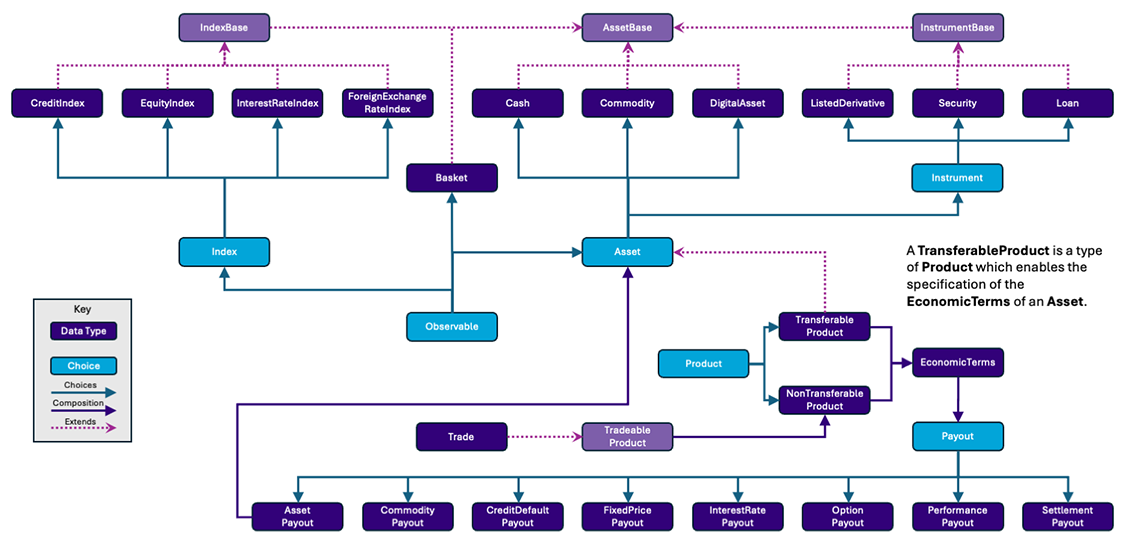 IndexBase
AssetBase
InstrumentBase
CreditIndex
EquityIndex
InterestRateIndex
ForeignExchange
RateIndex
Cash
Commodity
DigitalAsset
ListedDerivative
Security
Loan
Basket
Instrument
Index
Asset
A TransferableProduct is a type
of Product which enables the
specification of the
EconomicTerms of an Asset.
Key
Data Type
Choice
Choices
Composition
Extends
Observable
Transferable
Product
Product
EconomicTerms
NonTransferable
Product
Trade
Tradeable
Product
Payout
Asset
Payout
Commodity
Payout
CreditDefault
Payout
FixedPrice
Payout
InterestRate
Payout
Option
Payout
Performance
Payout
Settlement
Payout